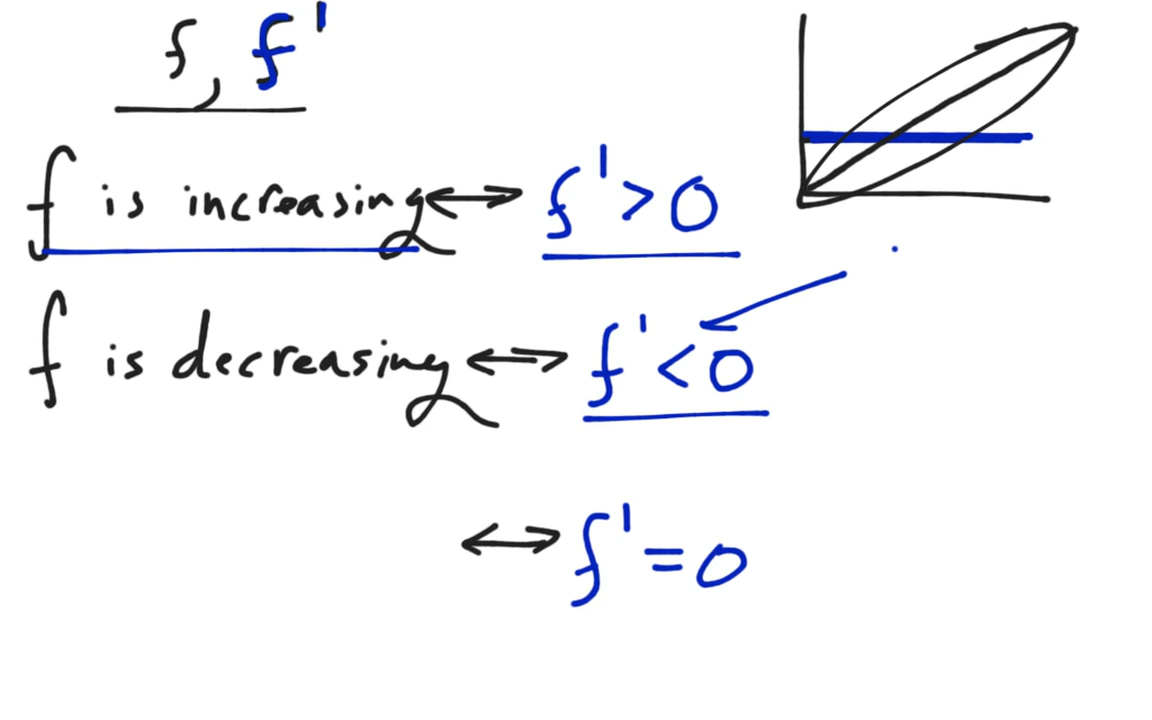 f, f'
f is increasing ↔ f' > 0
f is decreasing ↔ f' < 0
↔ f' = 0